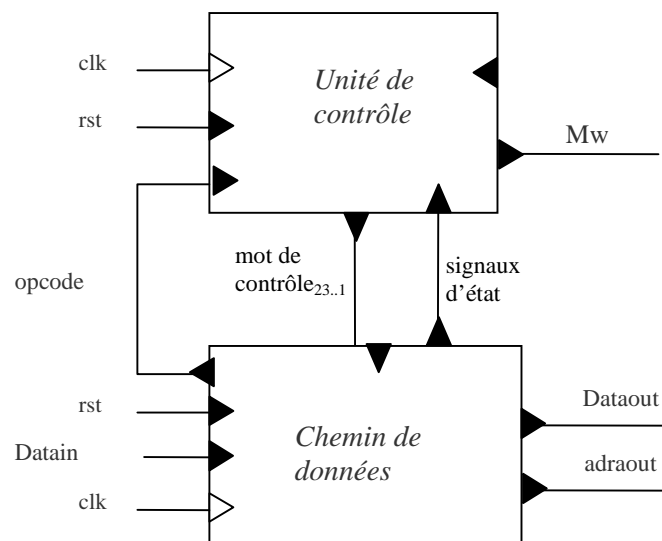 clk
Unité de
contrôle
rst
Mw
mot de
contrôle23..1
signaux
d’état
opcode
rst
Dataout
Chemin de
données
Datain
adraout
clk